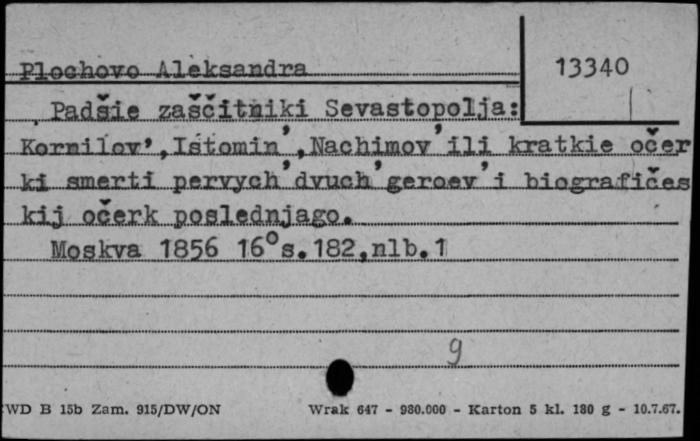 Plochovo Aleksandra
13340
Padšie zaščitniki Sevastopolja:
Kornilov', Istomin', Nachimov' ili kratkie očer
ki smerti pervych' dvuch' geroev' i biografičes
kij očerk poslednjago.
Moskva 1856 16° s. 182, nlb. 1
9
WD B 15b Zam. 915/DW/ON
Wrak 647 - 980.000 - Karton 5 kl. 180 g - 10.7.67.